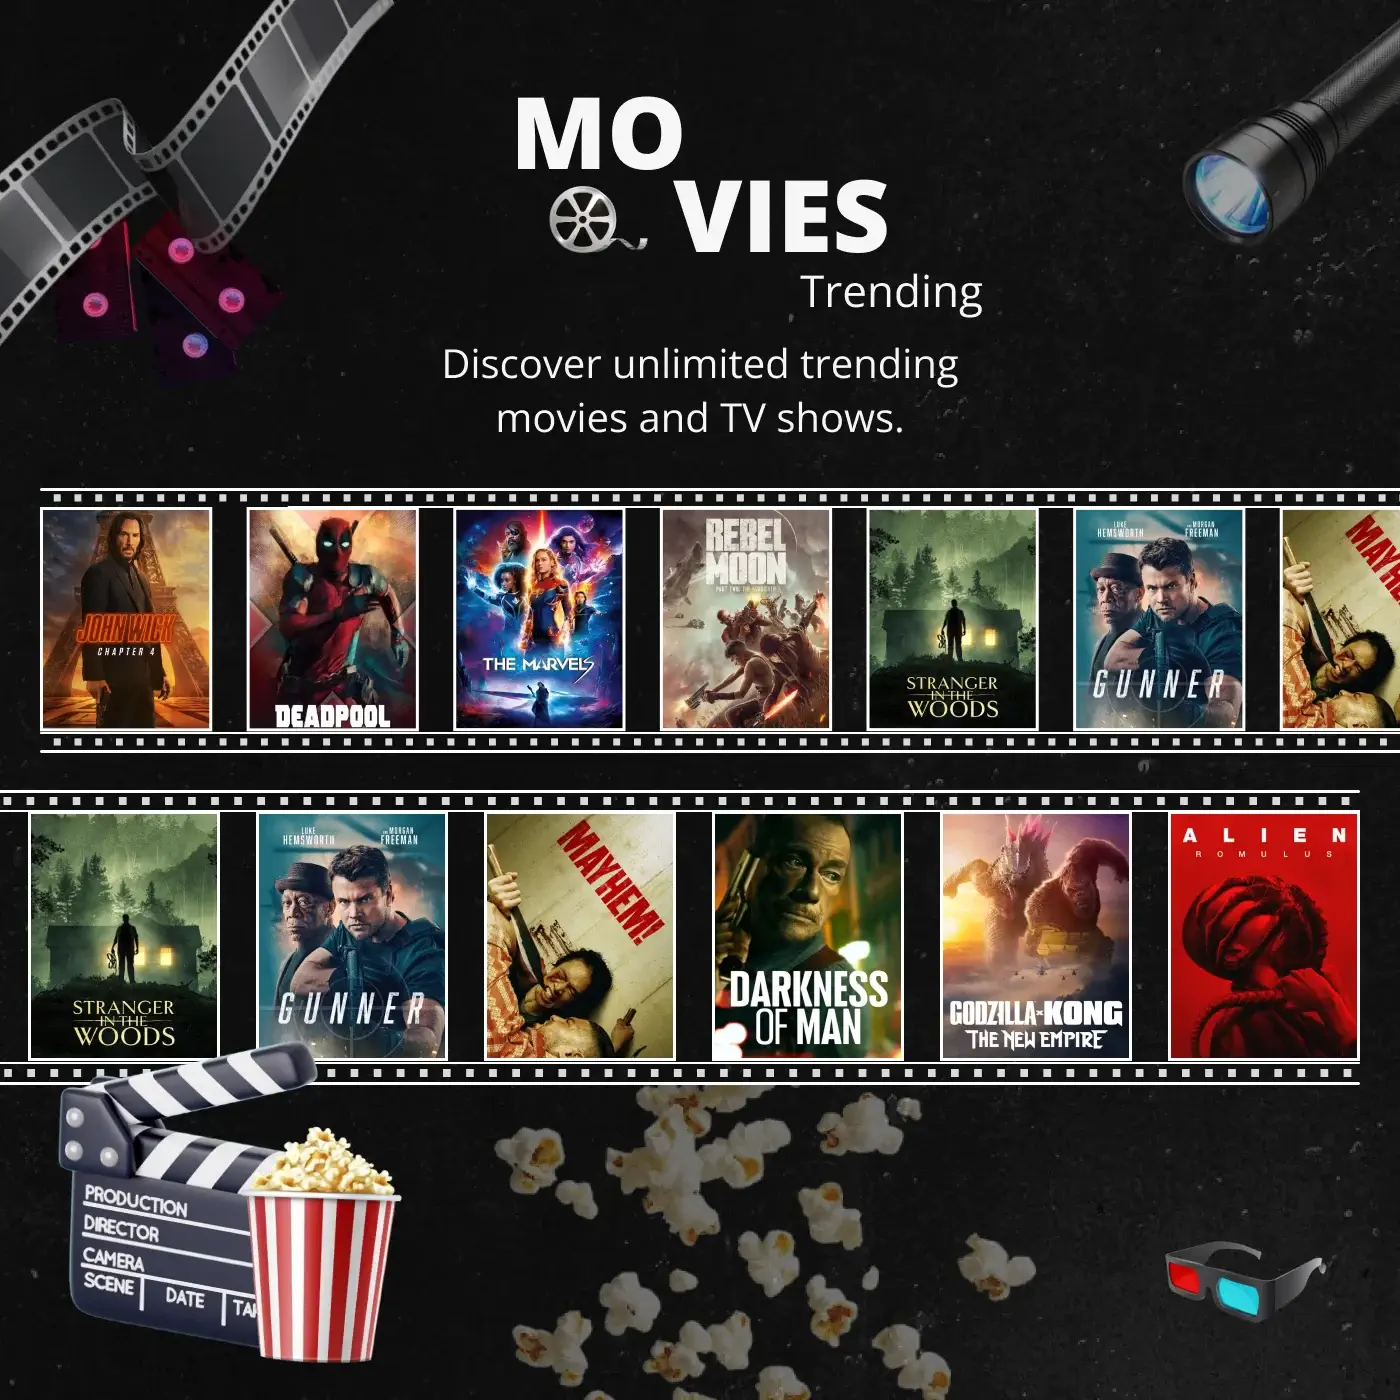 MO
VIES
Trending
Discover unlimited trending
movies and TV shows.
JOHN WICK
CHAPTER 4
DEADPOOL
THE MARVELS
REBEL
MOON
LUKE
HEMSWORTH
MORGAN
FREEMAN
STRANGER
IN THE
WOODS
GUNNER
LUKE
HEMSWORTH
MORGAN
FREEMAN
STRANGER
IN THE
WOODS
GUNNER
MAYHEM!
DARKNESS
OF MAN
GODZILLA x KONG
THE NEW EMPIRE
ALIEN
ROMULUS
PRODUCTION
DIRECTOR
CAMERA
SCENE
DATE